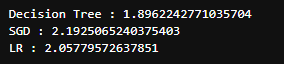 Decision Tree : 1.8962242771035704
SGD : 2.1925065240375403
LR : 2.05779572637851